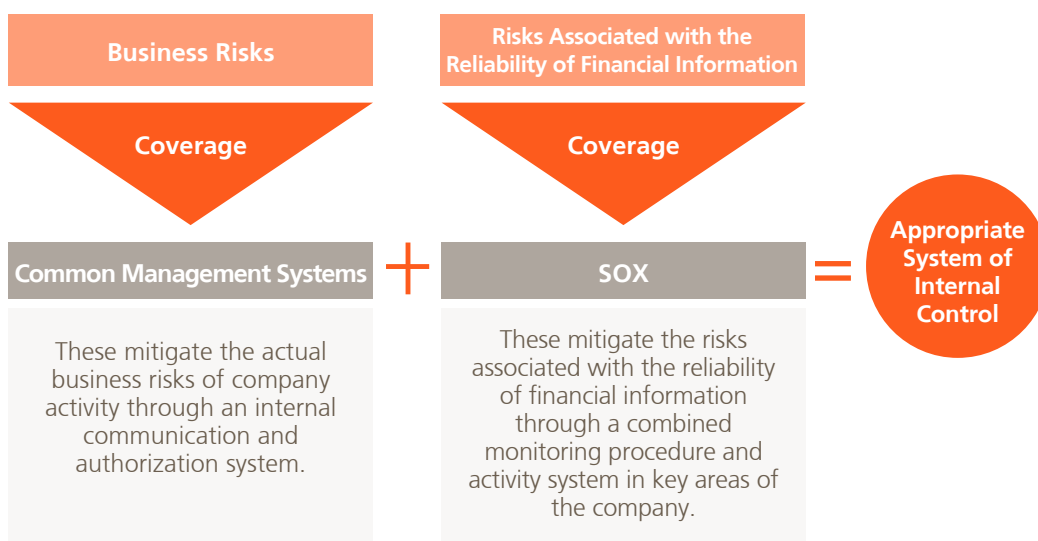 Business Risks
Risks Associated with the
Reliability of Financial Information
Coverage
Coverage
Common Management Systems
+
SOX
=
Appropriate
System of
Internal
Control
These mitigate the actual
business risks of company
activity through an internal
communication and
authorization system.
These mitigate the risks
associated with the reliability
of financial information
through a combined
monitoring procedure and
activity system in key areas of
the company.